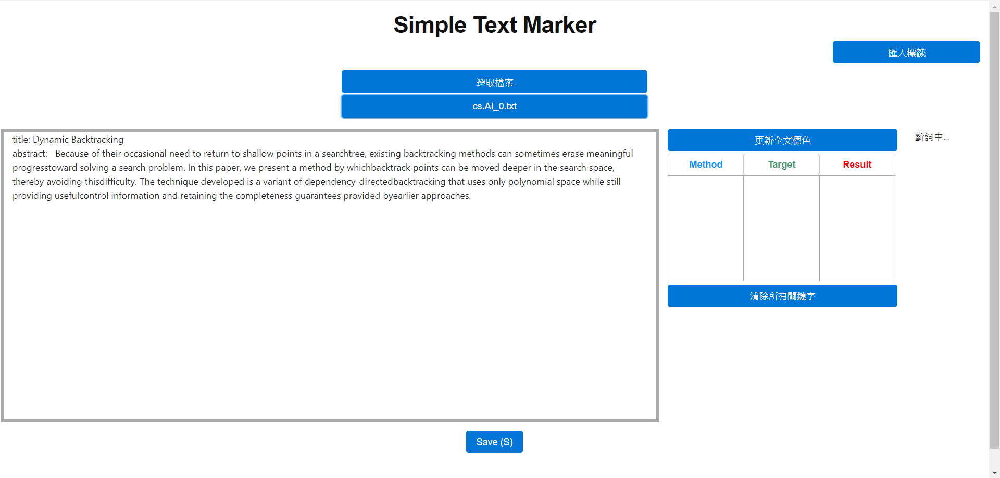 Simple Text Marker
匯入標籤
選取檔案
cs.AI_0.txt
title: Dynamic Backtracking
abstract:   Because of their occasional need to return to shallow points in a searchtree, existing backtracking methods can sometimes erase meaningful
progresstoward solving a search problem. In this paper, we present a method by whichbacktrack points can be moved deeper in the search space,
thereby avoiding thisdifficulty. The technique developed is a variant of dependency-directedbacktracking that uses only polynomial space while still
providing usefulcontrol information and retaining the completeness guarantees provided byearlier approaches.
更新全文標色
斷詞中...
Method Target Result
清除所有關鍵字
Save (S)